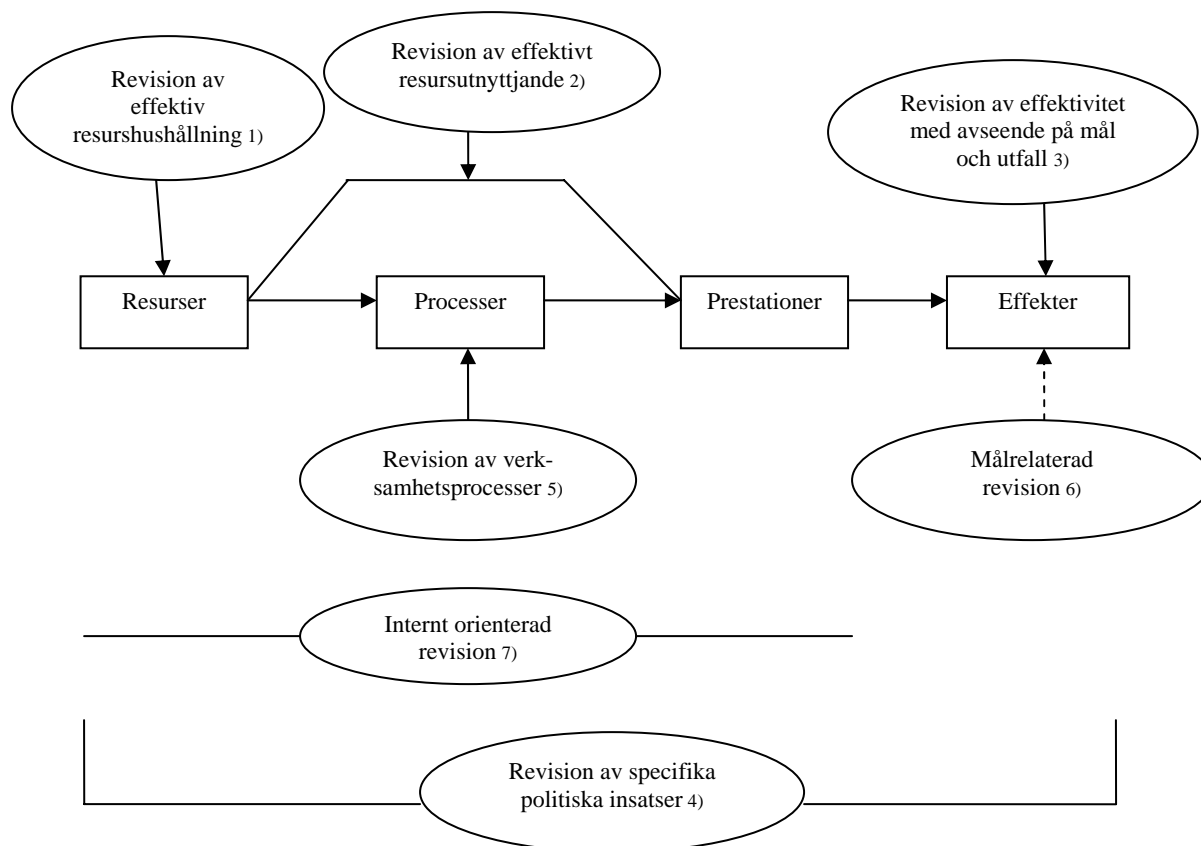 Revision av
effektiv
resurshushållning 1)
Revision av effektivt
resursutnyttjande 2)
Revision av effektivitet
med avseende på mål
och utfall 3)
Resurser
Processer
Prestationer
Effekter
Revision av verk-
samhetsprocesser 5)
Målrelaterad
revision 6)
Internt orienterad
revision 7)
Revision av specifika
politiska insatser 4)